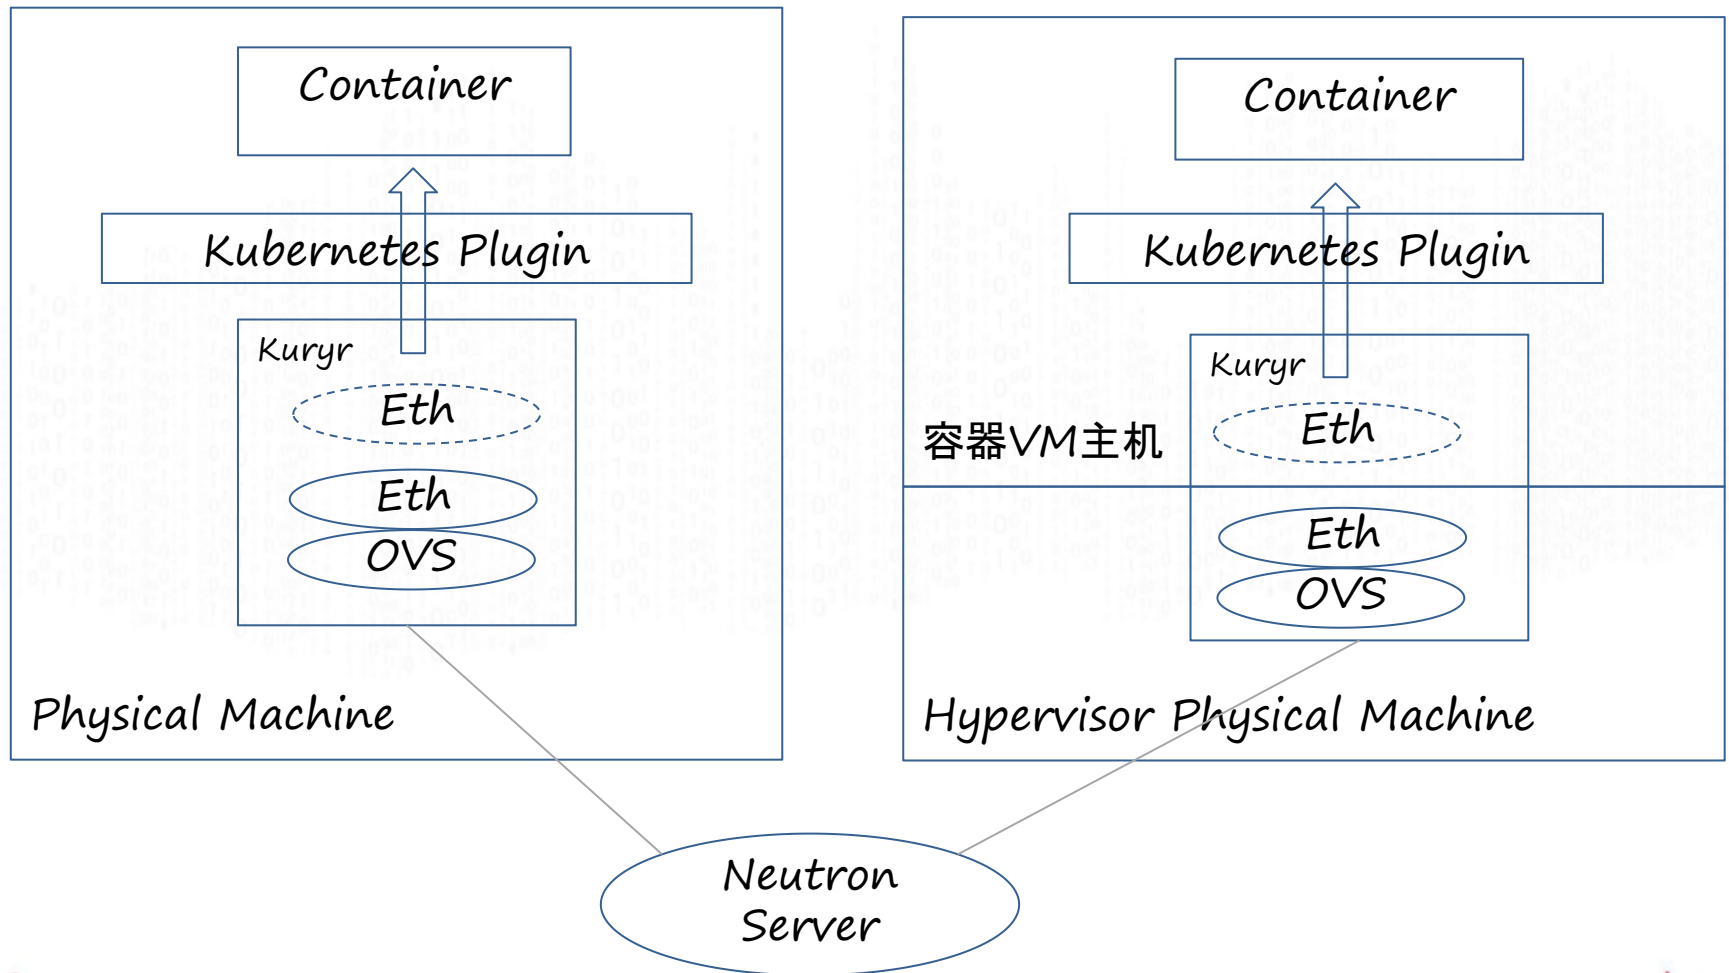 Container
Kubernetes Plugin
Kuryr
Eth
Eth
OVS
Physical Machine
Container
Kubernetes Plugin
Kuryr
Eth
容器VM主机
Eth
OVS
Hypervisor Physical Machine
Neutron
Server